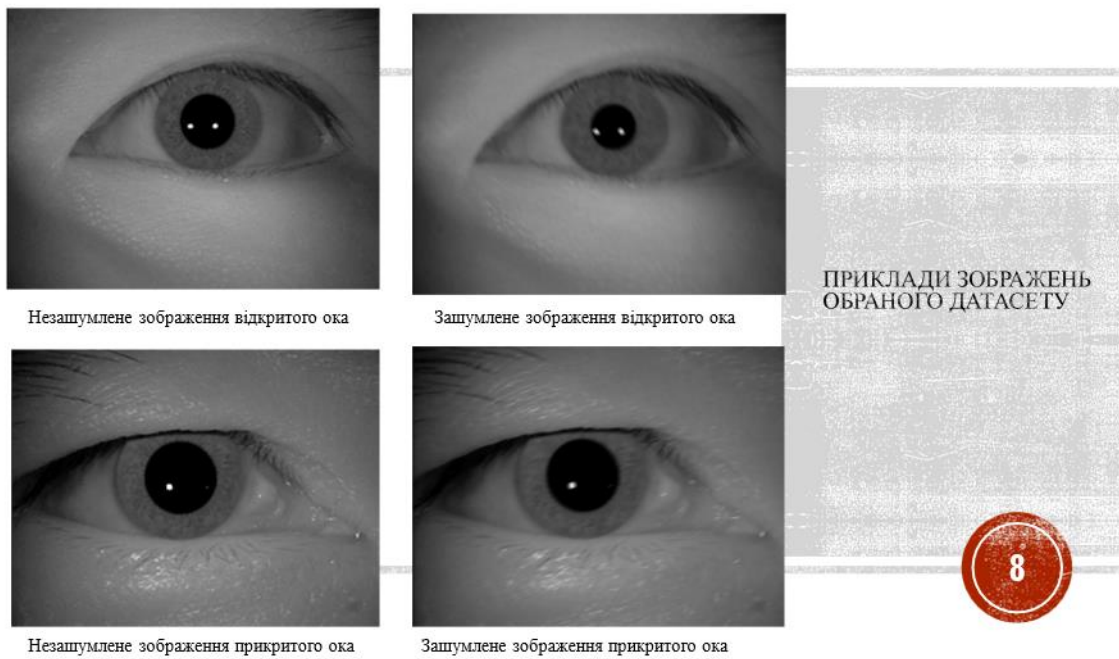 Незашумлене зображення відкритого ока
Зашумлене зображення відкритого ока
Незашумлене зображення прикритого ока
Зашумлене зображення прикритого ока
ПРИКЛАДИ ЗОБРАЖЕНЬ
ОБРАНОГО ДАТАСЕТУ
8